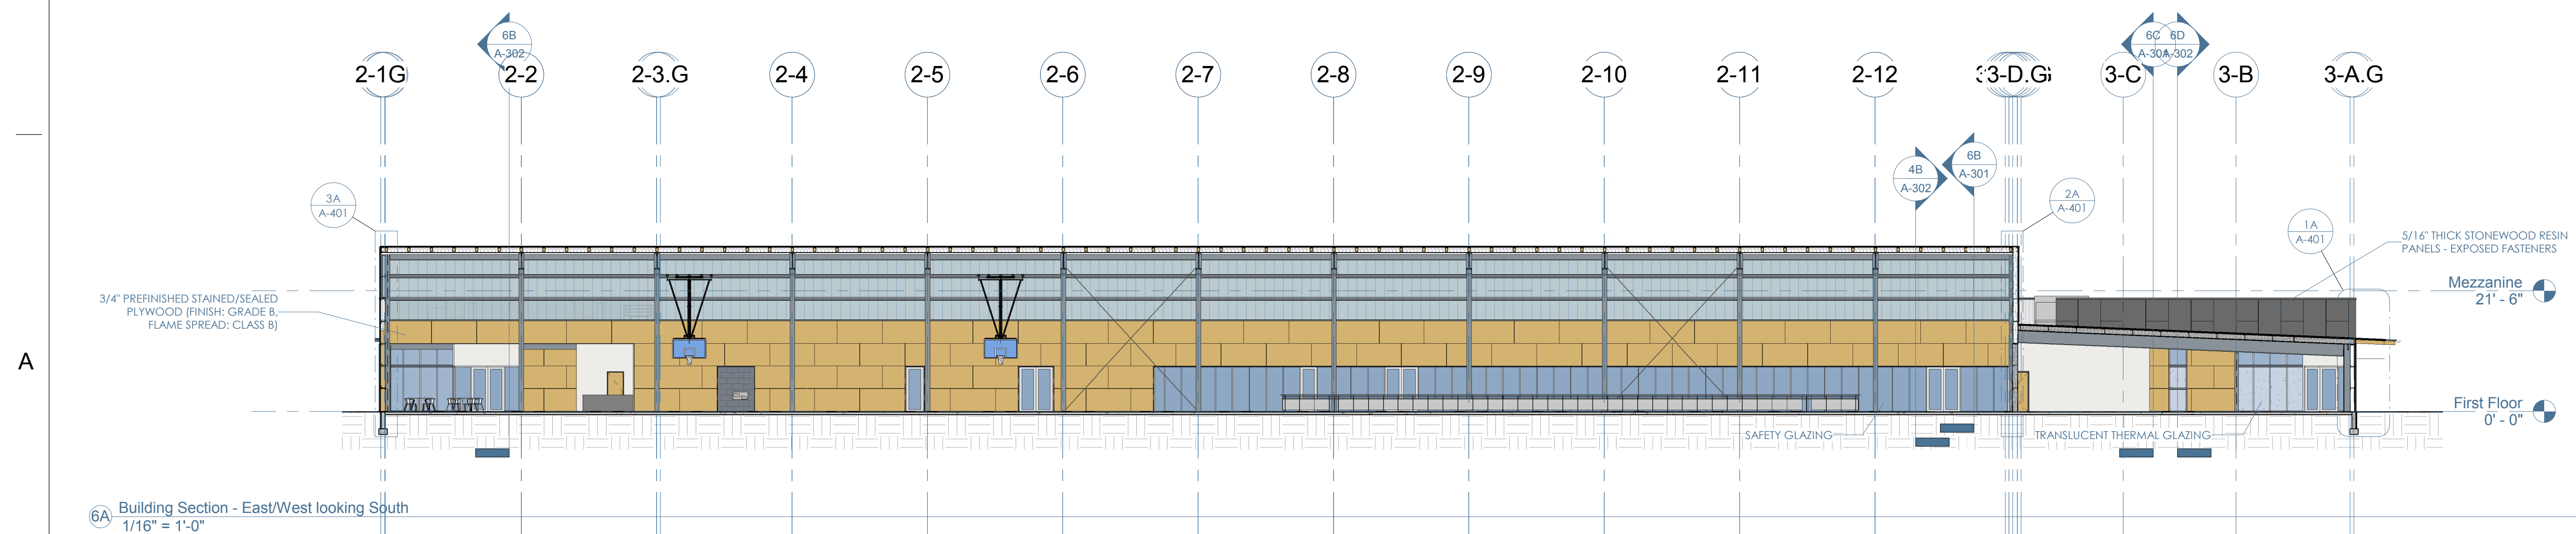 6B
A-302
6C
6D
A-302
2-1G
2-2
2-3.G
2-4
2-5
2-6
2-7
2-8
2-9
2-10
2-11
2-12
3-D.G
3-C
3-B
3-A.G
4B
A-302
6B
A-301
3A
A-401
2A
A-401
1A
A-401
5/16" THICK STONEWOOD RESIN
PANELS - EXPOSED FASTENERS
Mezzanine
21' - 6"
3/4" PREFINISHED STAINED/SEALED
PLYWOOD (FINISH: GRADE B,
FLAME SPREAD: CLASS B)
A
First Floor
0' - 0"
SAFETY GLAZING
TRANSLUCENT THERMAL GLAZING
6A
Building Section - East/West looking South
1/16" = 1'-0"